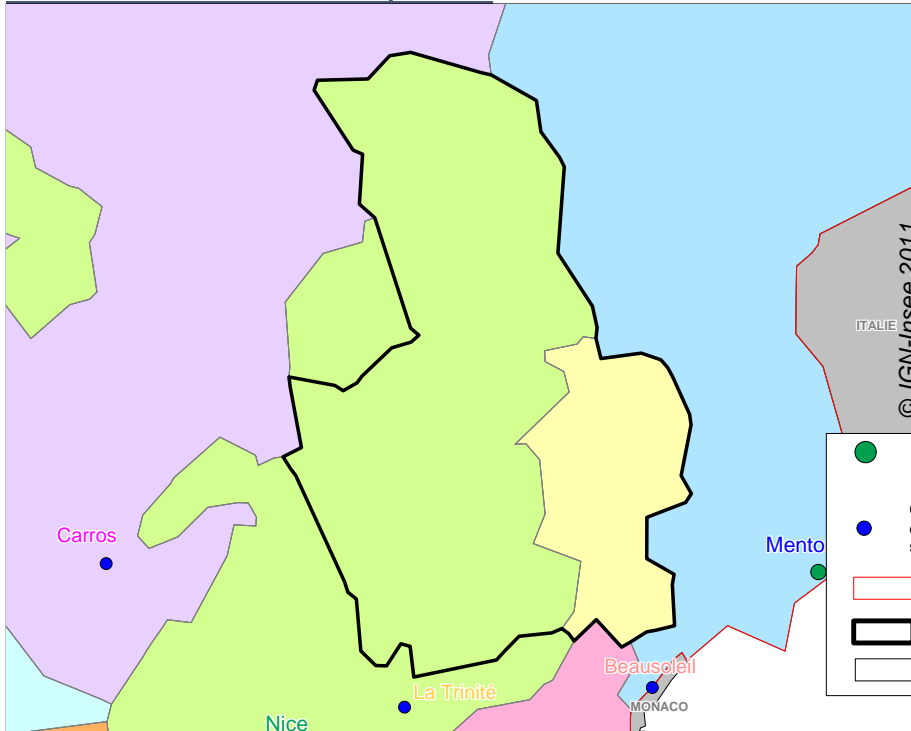 © IGN-Insee 2011
ITALIE
Carros
Mento
Beausoleil
La Trinité
MONACO
Nice